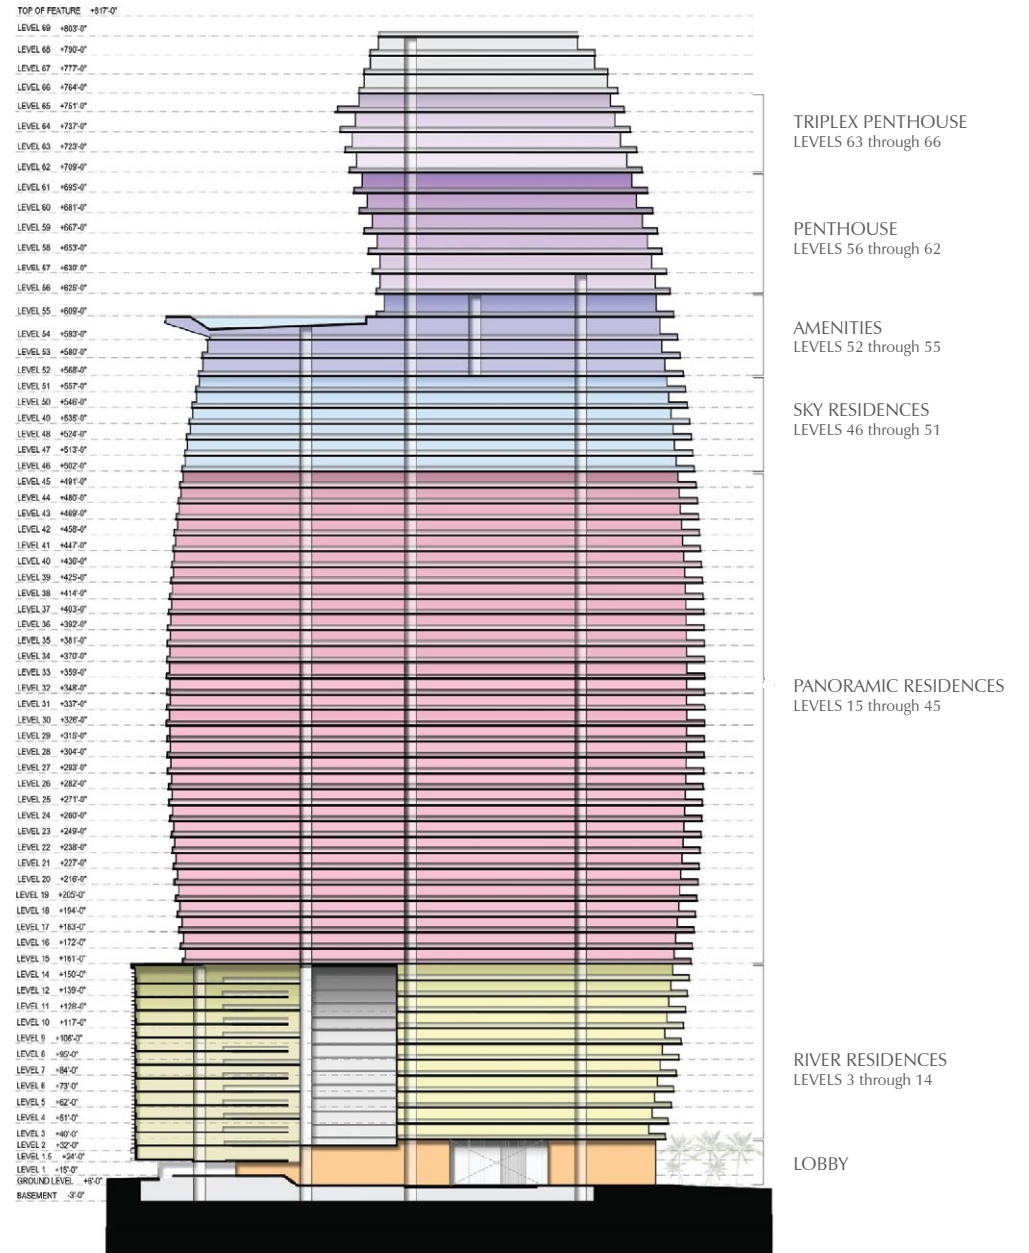 TOP OF FEATURE +817'-0"
LEVEL 69 +803'-0"
LEVEL 68 +790'-0"
LEVEL 67 +777'-0"
LEVEL 66 +764'-0"
LEVEL 65 +751'-0"
LEVEL 64 +737'-0"
LEVEL 63 +723'-0"
LEVEL 62 +709'-0"
LEVEL 61 +695'-0"
LEVEL 60 +681'-0"
LEVEL 59 +667'-0"
LEVEL 58 +653'-0"
LEVEL 57 +639'-0"
LEVEL 56 +625'-0"
LEVEL 55 +609'-0"
LEVEL 54 +593'-0"
LEVEL 53 +580'-0"
LEVEL 52 +568'-0"
LEVEL 51 +557'-0"
LEVEL 50 +546'-0"
LEVEL 49 +535'-0"
LEVEL 48 +524'-0"
LEVEL 47 +513'-0"
LEVEL 46 +502'-0"
LEVEL 45 +491'-0"
LEVEL 44 +480'-0"
LEVEL 43 +469'-0"
LEVEL 42 +458'-0"
LEVEL 41 +447'-0"
LEVEL 40 +436'-0"
LEVEL 39 +425'-0"
LEVEL 38 +414'-0"
LEVEL 37 +403'-0"
LEVEL 36 +392'-0"
LEVEL 35 +381'-0"
LEVEL 34 +370'-0"
LEVEL 33 +359'-0"
LEVEL 32 +348'-0"
LEVEL 31 +337'-0"
LEVEL 30 +326'-0"
LEVEL 29 +315'-0"
LEVEL 28 +304'-0"
LEVEL 27 +293'-0"
LEVEL 26 +282'-0"
LEVEL 25 +271'-0"
LEVEL 24 +260'-0"
LEVEL 23 +249'-0"
LEVEL 22 +238'-0"
LEVEL 21 +227'-0"
LEVEL 20 +216'-0"
LEVEL 19 +205'-0"
LEVEL 18 +194'-0"
LEVEL 17 +183'-0"
LEVEL 16 +172'-0"
LEVEL 15 +161'-0"
LEVEL 14 +150'-0"
LEVEL 12 +139'-0"
LEVEL 11 +128'-0"
LEVEL 10 +117'-0"
LEVEL 9 +106'-0"
LEVEL 8 +95'-0"
LEVEL 7 +84'-0"
LEVEL 6 +73'-0"
LEVEL 5 +62'-0"
LEVEL 4 +51'-0"
LEVEL 3 +40'-0"
LEVEL 2 +32'-0"
LEVEL 1.5 +24'-0"
LEVEL 1 +15'-0"
GROUND LEVEL +6'-0"
BASEMENT -3'-0"
TRIPLEX PENTHOUSE
LEVELS 63 through 66
PENTHOUSE
LEVELS 56 through 62
AMENITIES
LEVELS 52 through 55
SKY RESIDENCES
LEVELS 46 through 51
PANORAMIC RESIDENCES
LEVELS 15 through 45
RIVER RESIDENCES
LEVELS 3 through 14
LOBBY